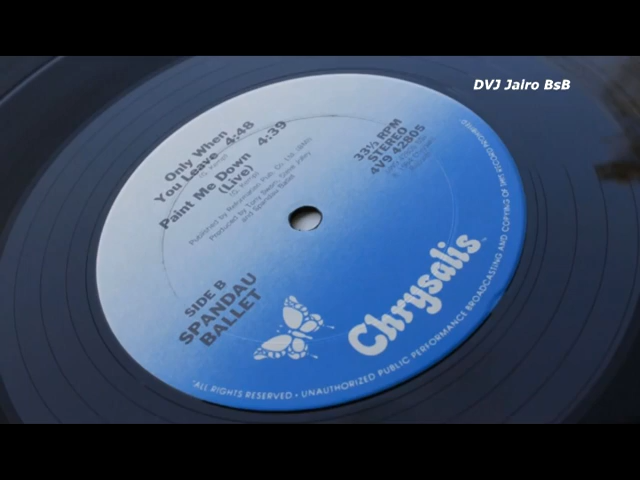 DVJ Jairo BsB
Only When
You Leave 4:48
Paint Me Down 4:39
(Live)
33⅓ RPM
STEREO
4V9 42805
SIDE B
SPANDAU
BALLET
Chrysalis
ALL RIGHTS RESERVED • UNAUTHORIZED PUBLIC PERFORMANCE BROADCASTING AND COPYING OF THIS RECORD PROHIBITED